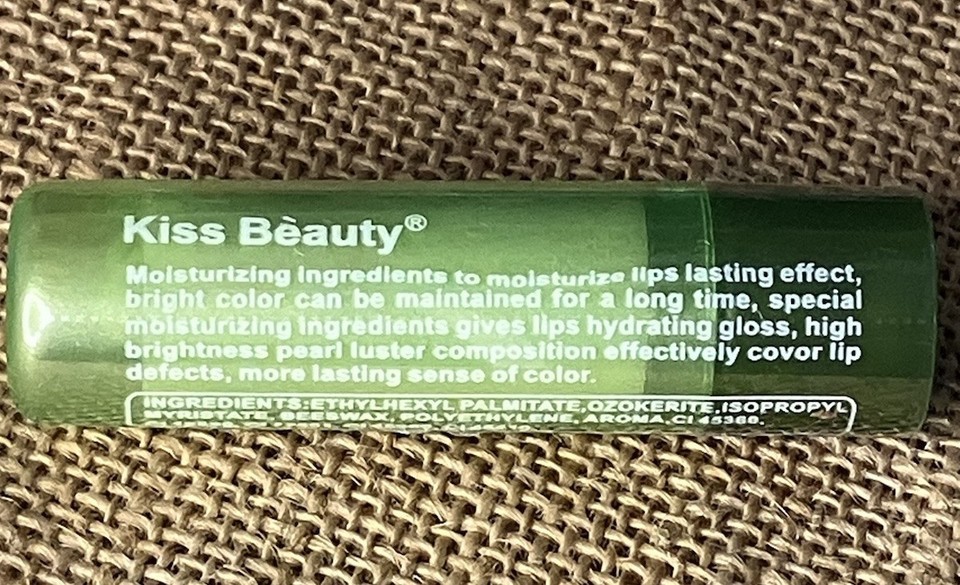 Kiss Bèauty®
Moisturizing ingredients to moisturize lips lasting effect,
bright color can be maintained for a long time, special
moisturizing ingredients gives lips hydrating gloss, high
brightness pearl luster composition effectively covor lip
defects, more lasting sense of color.
INGREDIENTS:ETHYLHEXYL PALMITATE,OZOKERITE,ISOPROPYL
MYRISTATE, BEESWAX, POLYETHYLENE, AROMA,CI 45380.